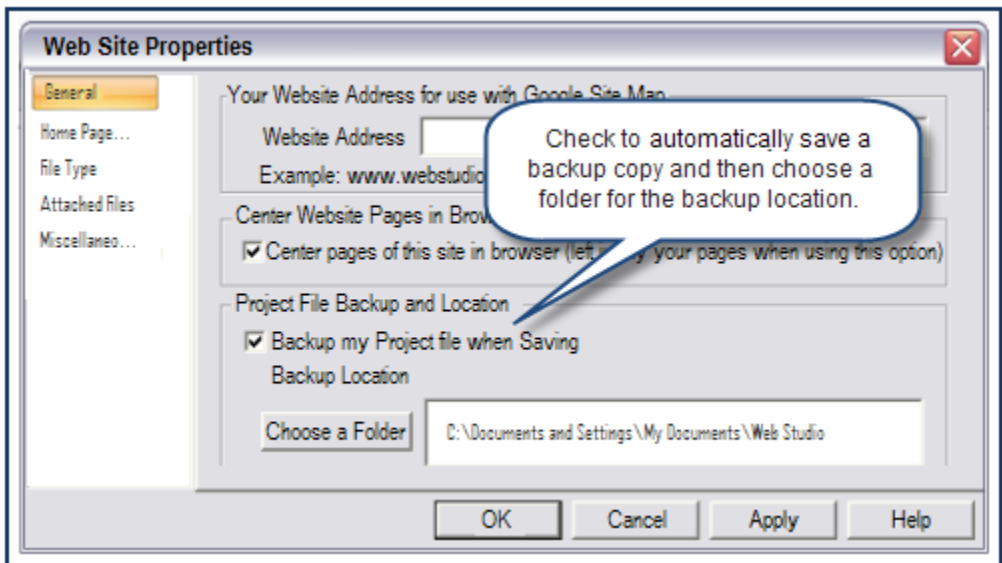 Web Site Properties
General
Home Page...
File Type
Attached Files
Miscellaneo...
Your Website Address for use with Google Site Map
Website Address
Example: www.webstudio
Check to automatically save a
backup copy and then choose a
folder for the backup location.
Center Website Pages in Brow
Center pages of this site in browser (left your pages when using this option)
Project File Backup and Location
Backup my Project file when Saving
Backup Location
Choose a Folder
C:\Documents and Settings\My Documents\Web Studio
OK
Cancel
Apply
Help